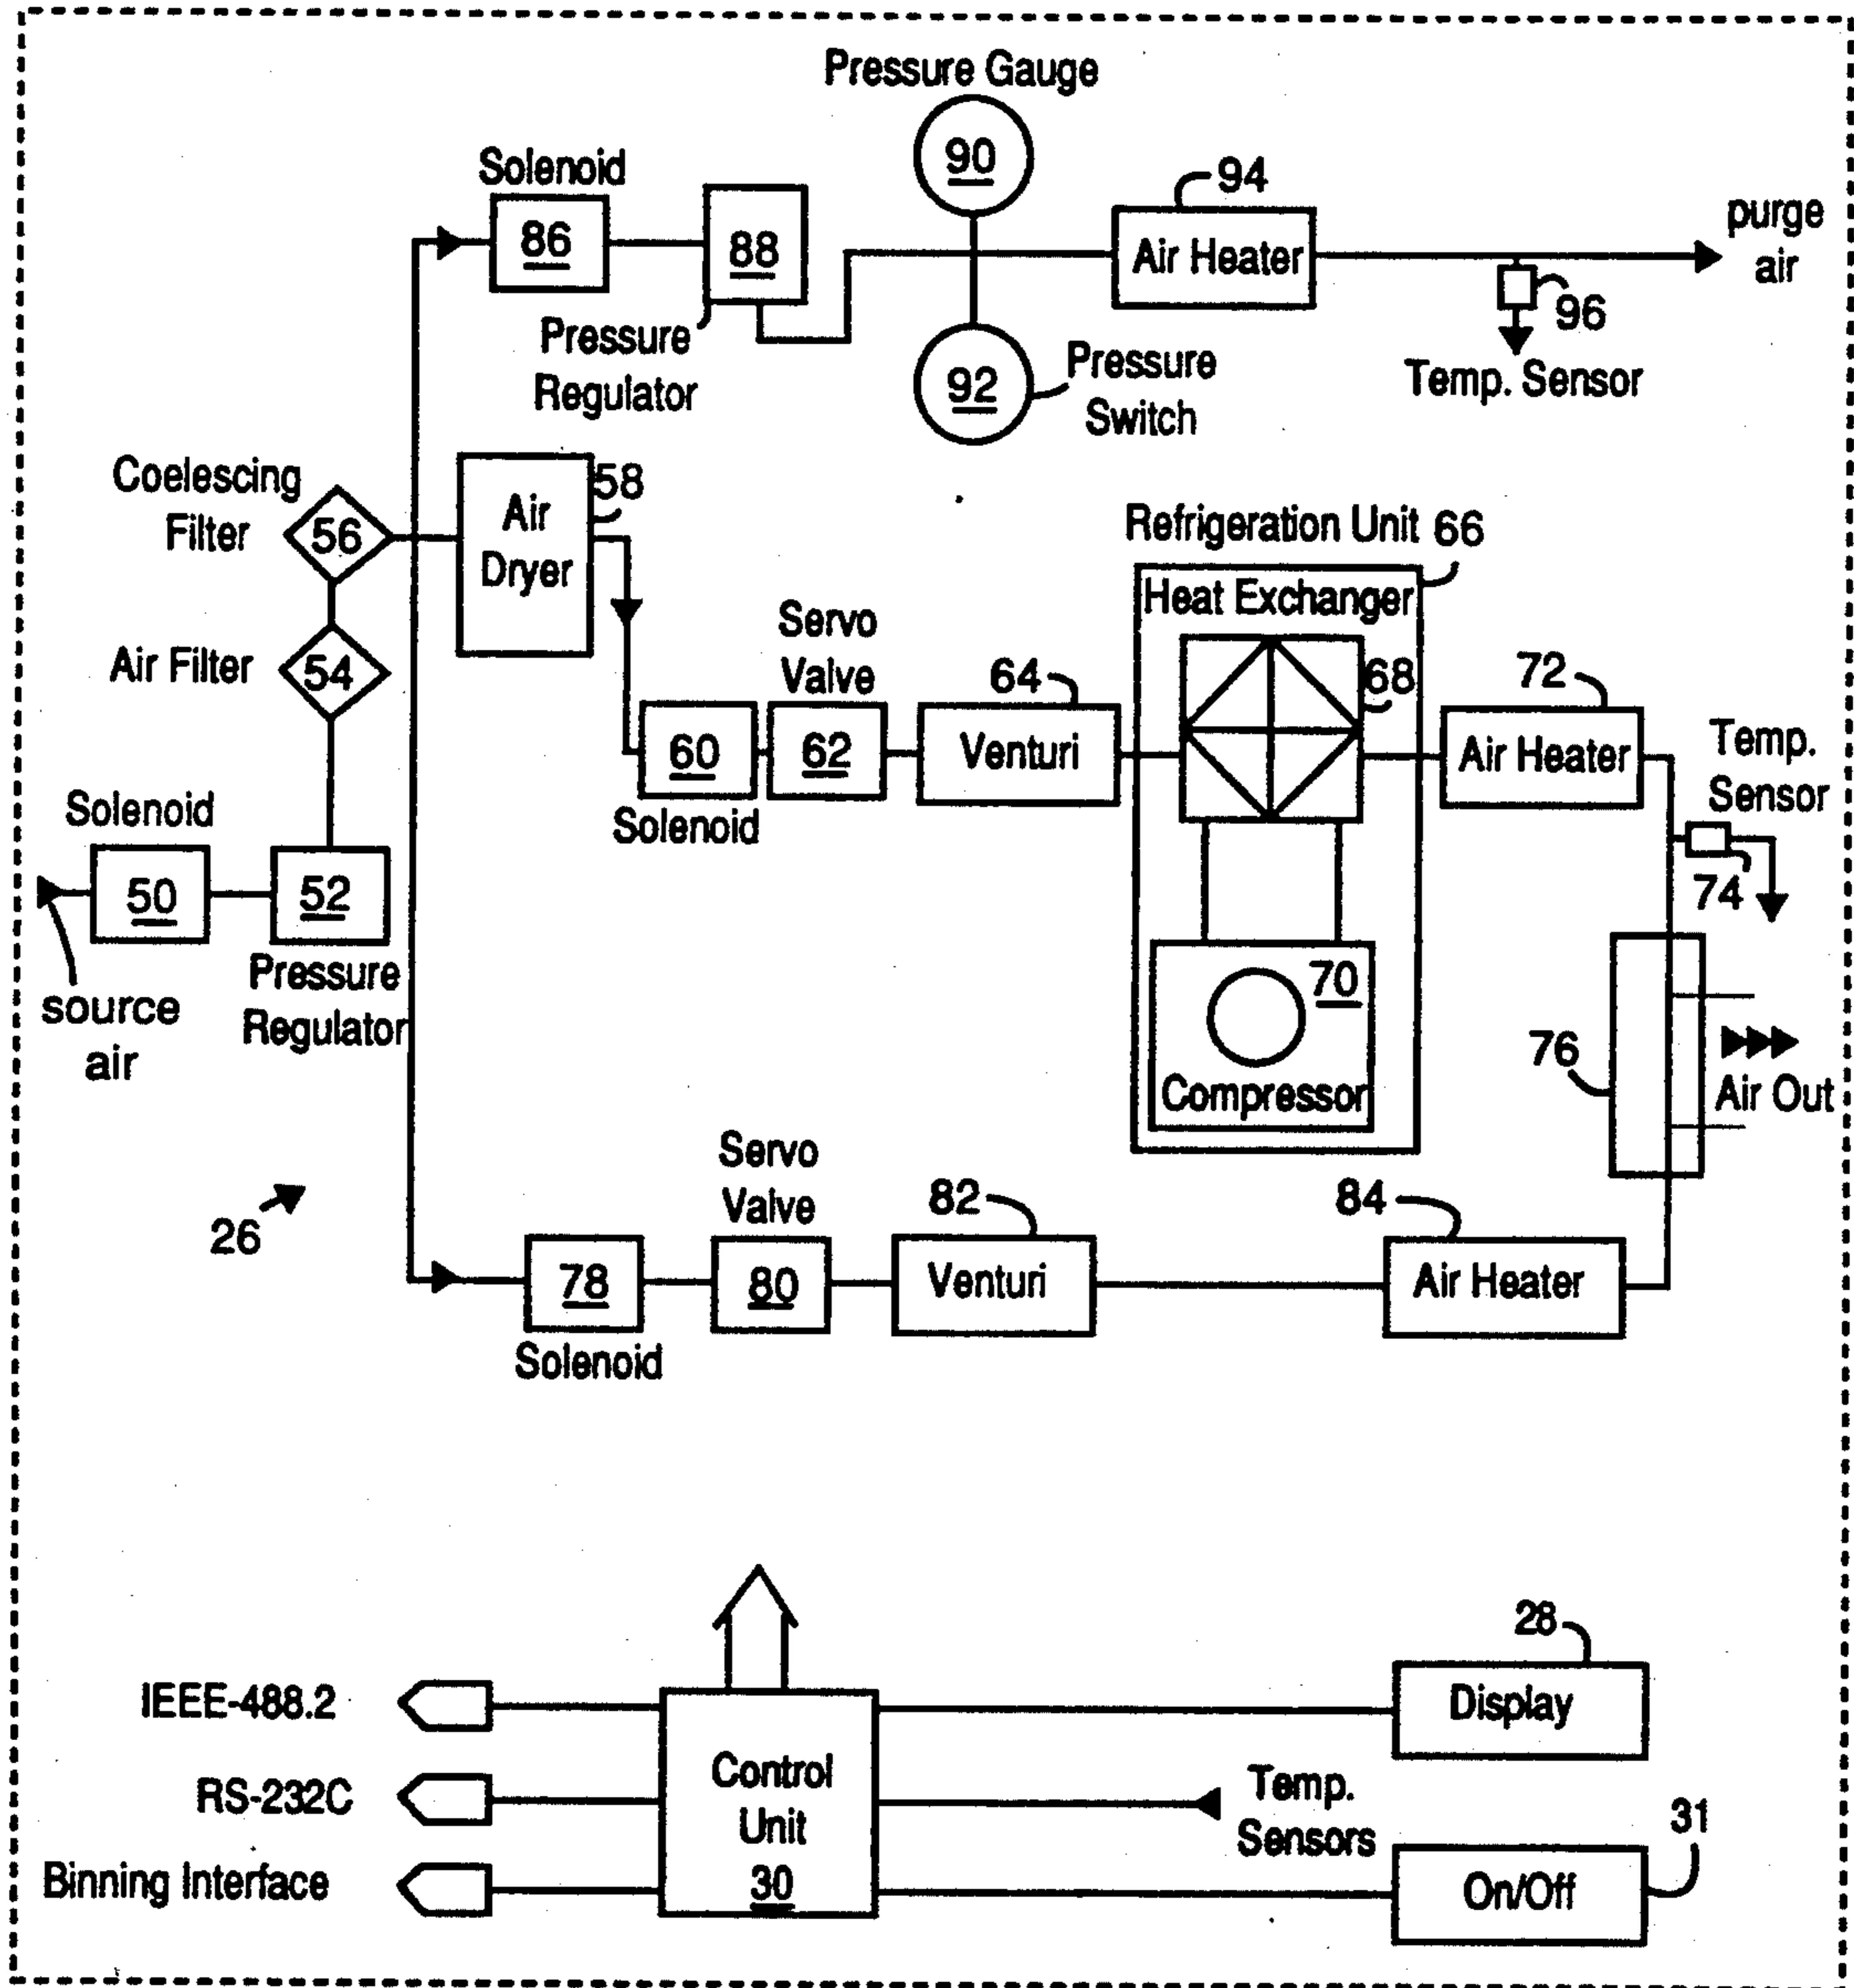 Pressure Gauge
90
Solenoid
86
88
94
Air Heater
purge
air
96
Temp. Sensor
Pressure
Regulator
92
Pressure
Switch
Coelescing
Filter
56
Air
Dryer
58
Refrigeration Unit 66
Heat Exchanger
68
Air Filter
54
Servo
Valve
64
72
60
62
Venturi
Air Heater
Temp.
Sensor
Solenoid
Solenoid
50
52
74
source
air
Pressure
Regulator
70
Compressor
76
Air Out
26
Servo
Valve
82
84
78
80
Venturi
Air Heater
Solenoid
28
IEEE-488.2
Display
RS-232C
Control
Unit
30
Temp.
Sensors
31
Binning Interface
On/Off